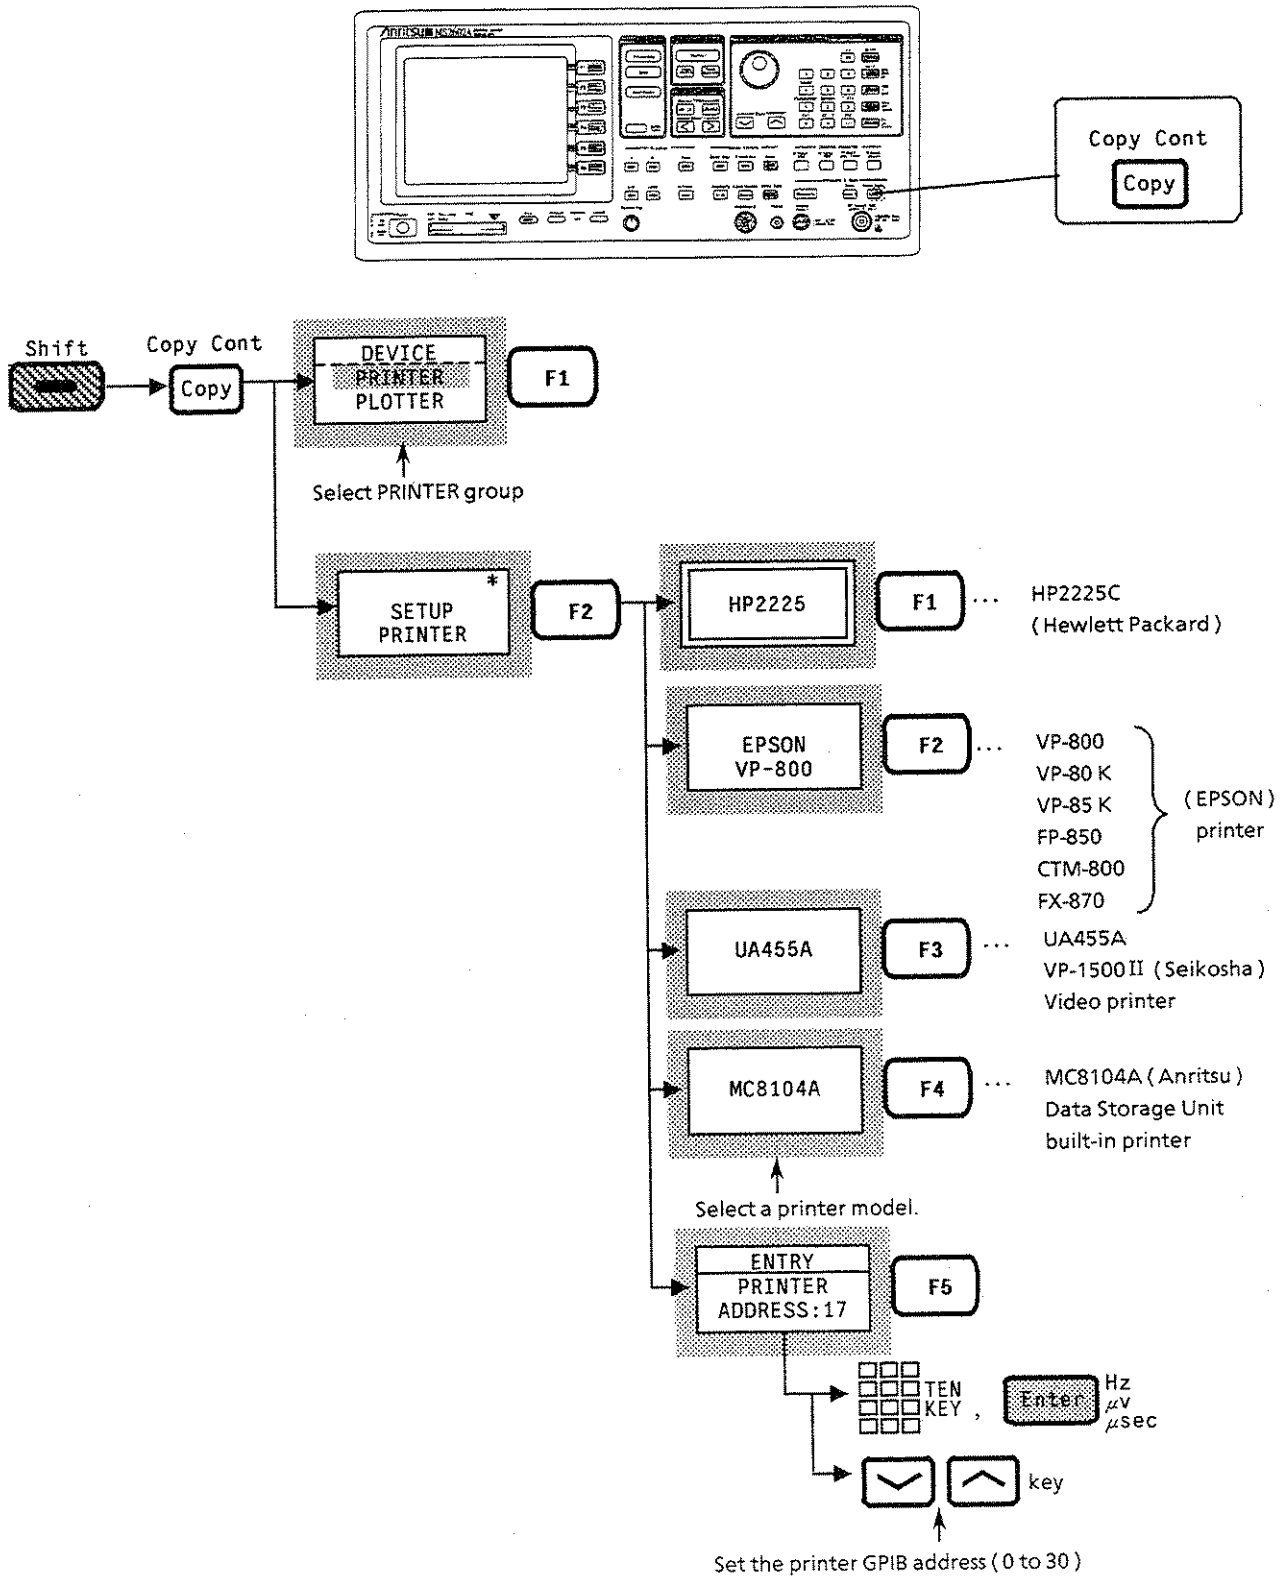 Anritsu MS2602A
Copy Cont
Copy
Shift
Copy Cont
Copy
DEVICE
PRINTER
PLOTTER
F1
Select PRINTER group
*
SETUP
PRINTER
F2
HP2225
F1
... HP2225C
(Hewlett Packard)
EPSON
VP-800
F2
... VP-800
VP-80 K
VP-85 K
FP-850
CTM-800
FX-870
(EPSON)
printer
UA455A
F3
... UA455A
VP-1500II (Seikosha)
Video printer
MC8104A
F4
... MC8104A (Anritsu)
Data Storage Unit
built-in printer
Select a printer model.
ENTRY
PRINTER
ADDRESS:17
F5
TEN
KEY ,
Enter
Hz
μv
μsec
key
Set the printer GPIB address (0 to 30)